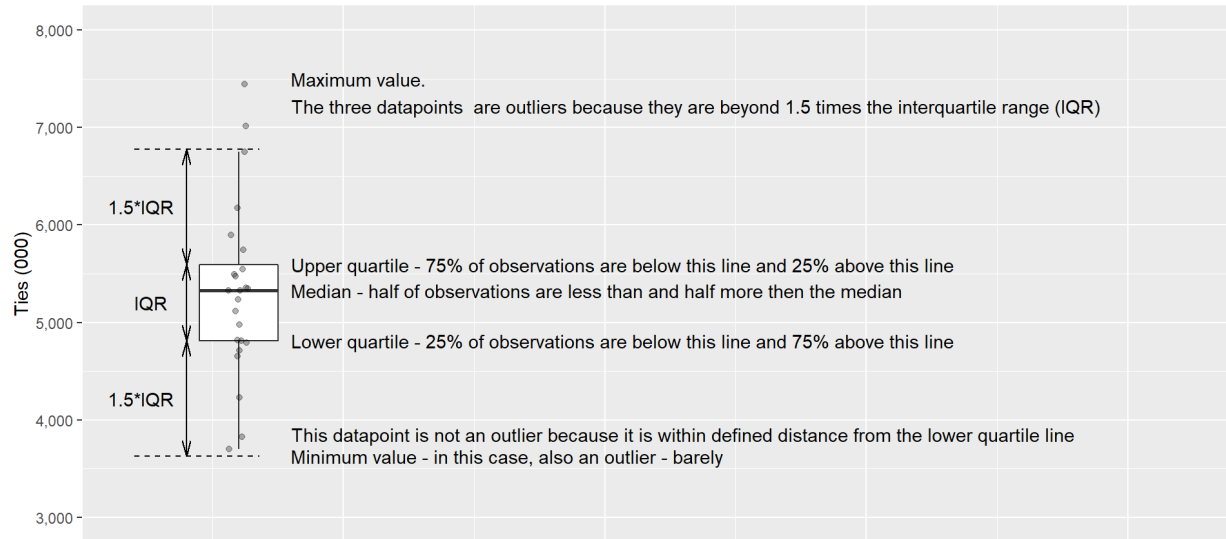 8,000
Maximum value.
The three datapoints  are outliers because they are beyond 1.5 times the interquartile range (IQR)
7,000
1.5*IQR
6,000
Upper quartile - 75% of observations are below this line and 25% above this line
Median - half of observations are less than and half more then the median
Ties (000)
IQR
5,000
Lower quartile - 25% of observations are below this line and 75% above this line
1.5*IQR
4,000
This datapoint is not an outlier because it is within defined distance from the lower quartile line
Minimum value - in this case, also an outlier - barely
3,000